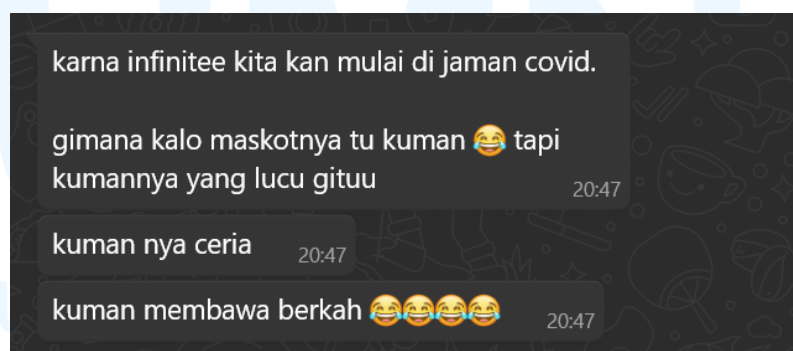 karna infinitee kita kan mulai di jaman covid.
gimana kalo maskotnya tu kuman 😂 tapi
kumannya yang lucu gituu
20:47
kuman nya ceria
20:47
kuman membawa berkah 😂😂😂😂
20:47